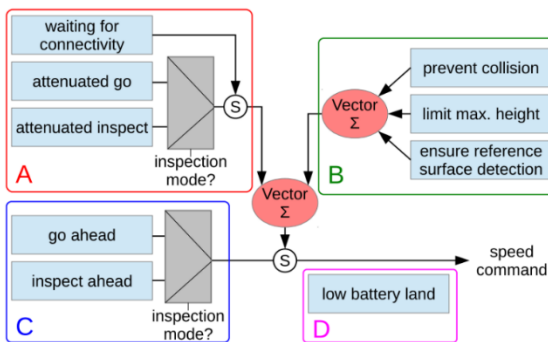 waiting for
connectivity
attenuated go
attenuated inspect
S
inspection
mode?
A
Vector
Σ
prevent collision
limit max. height
ensure reference
surface detection
B
Vector
Σ
go ahead
inspect ahead
inspection
mode?
C
S
speed
command
low battery land
D